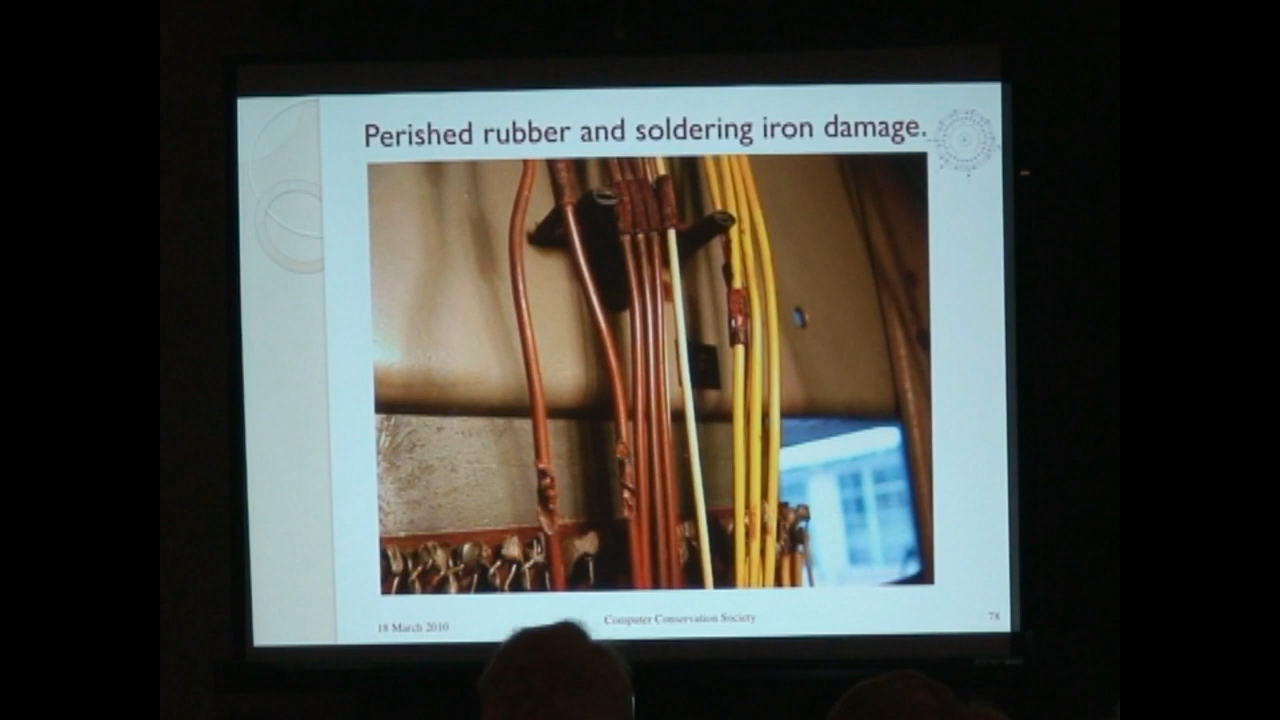 Perished rubber and soldering iron damage.
18 March 2010
Computer Conservation Society
78